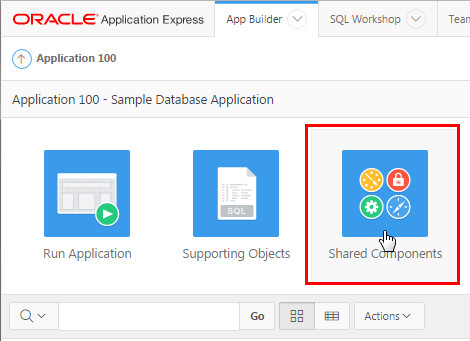 ORACLE Application Express
App Builder
SQL Workshop
Team
Application 100
Application 100 - Sample Database Application
SQL
Run Application
Supporting Objects
Shared Components
Go
Actions